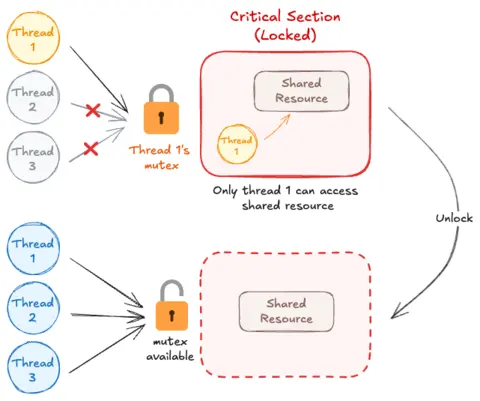 Thread
1
Thread
2
Thread
3
Thread 1's
mutex
Critical Section
(Locked)
Shared
Resource
Thread
1
Only thread 1 can access
shared resource
Unlock
Thread
1
Thread
2
Thread
3
mutex
available
Shared
Resource